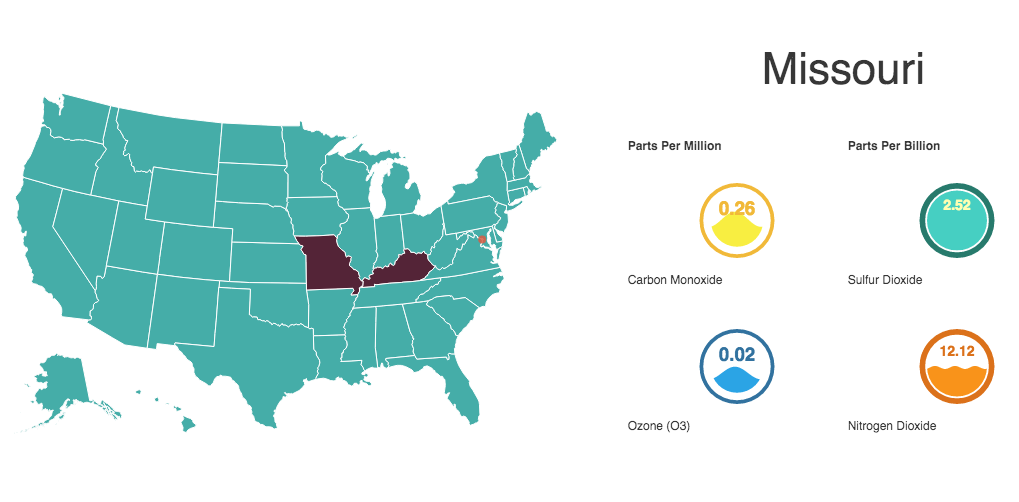 Missouri
Parts Per Million
Parts Per Billion
0.26
2.52
Carbon Monoxide
Sulfur Dioxide
0.02
12.12
Ozone (O3)
Nitrogen Dioxide